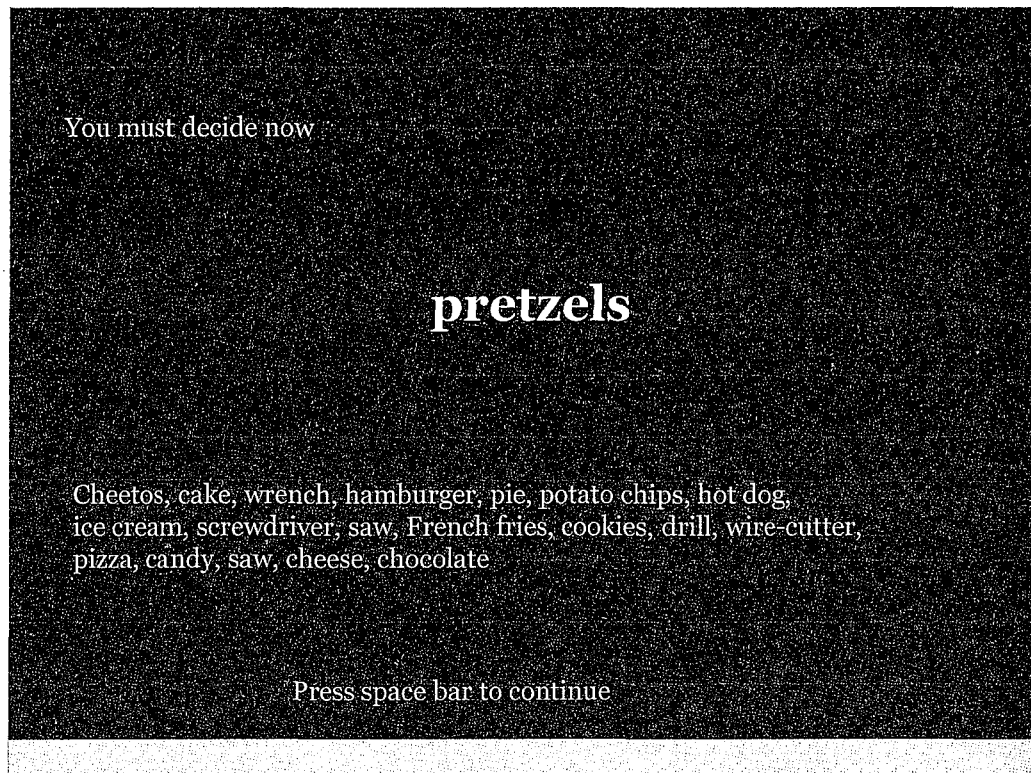 You must decide now
pretzels
Cheetos, cake, wrench, hamburger, pie, potato chips, hot dog,
ice cream, screwdriver, saw, French fries, cookies, drill, wire-cutter,
pizza, candy, saw, cheese, chocolate
Press space bar to continue